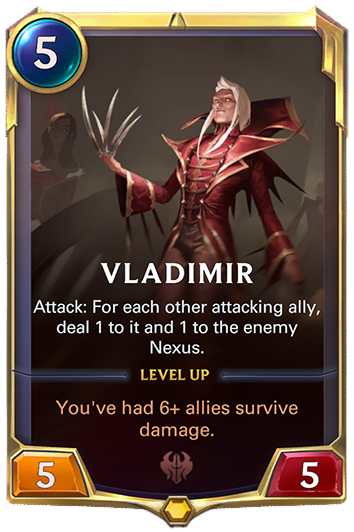 5
VLADIMIR
Attack: For each other attacking ally,
deal 1 to it and 1 to the enemy
Nexus.
LEVEL UP
You've had 6+ allies survive
damage.
5
5